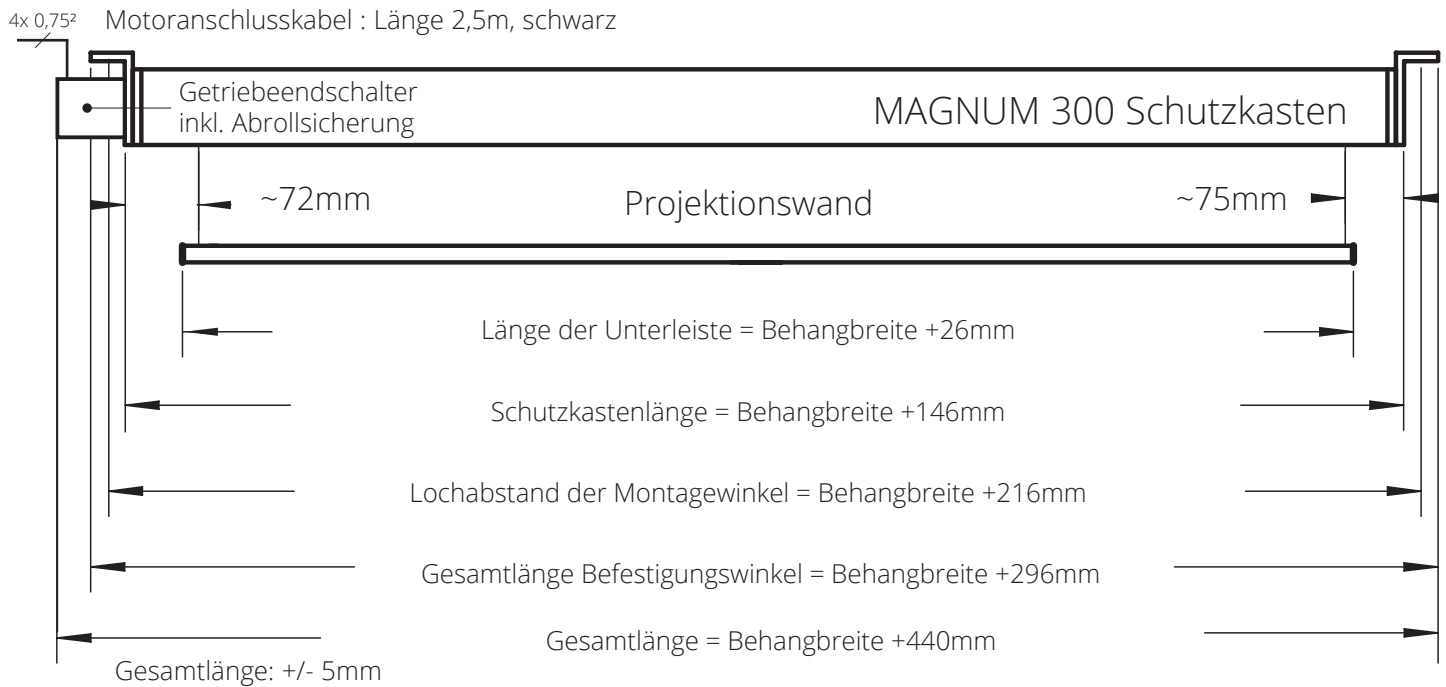 4x 0,75²
Motoranschlusskabel : Länge 2,5m, schwarz
Getriebeendschalter
inkl. Abrollsicherung
MAGNUM 300 Schutzkasten
~72mm
Projektionswand
~75mm
Länge der Unterleiste = Behangbreite +26mm
Schutzkastenlänge = Behangbreite +146mm
Lochabstand der Montagewinkel = Behangbreite +216mm
Gesamtlänge Befestigungswinkel = Behangbreite +296mm
Gesamtlänge = Behangbreite +440mm
Gesamtlänge: +/- 5mm